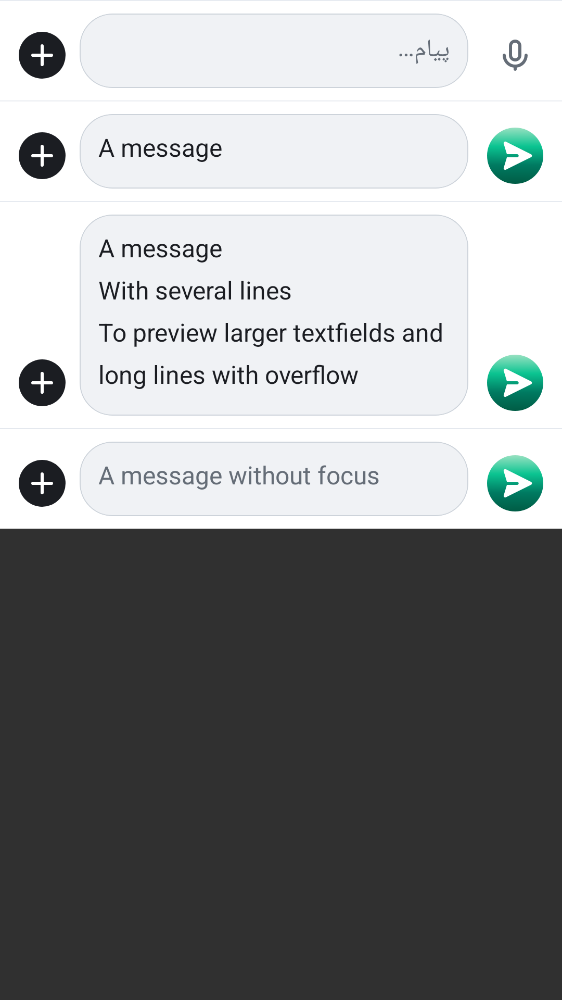 پیام…
A message
A message
With several lines
To preview larger textfields and
long lines with overflow
A message without focus